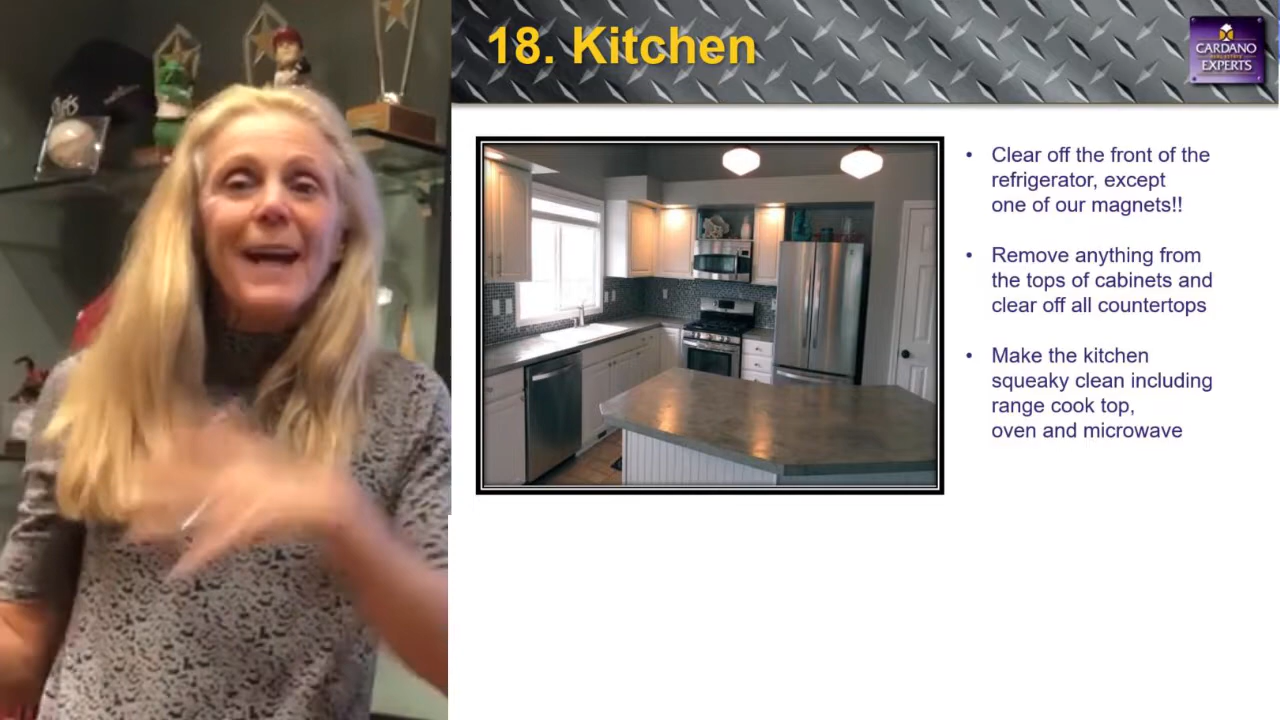 18. Kitchen
CARDANO
EXPERTS
• Clear off the front of the
refrigerator, except
one of our magnets!!
• Remove anything from
the tops of cabinets and
clear off all countertops
• Make the kitchen
squeaky clean including
range cook top,
oven and microwave